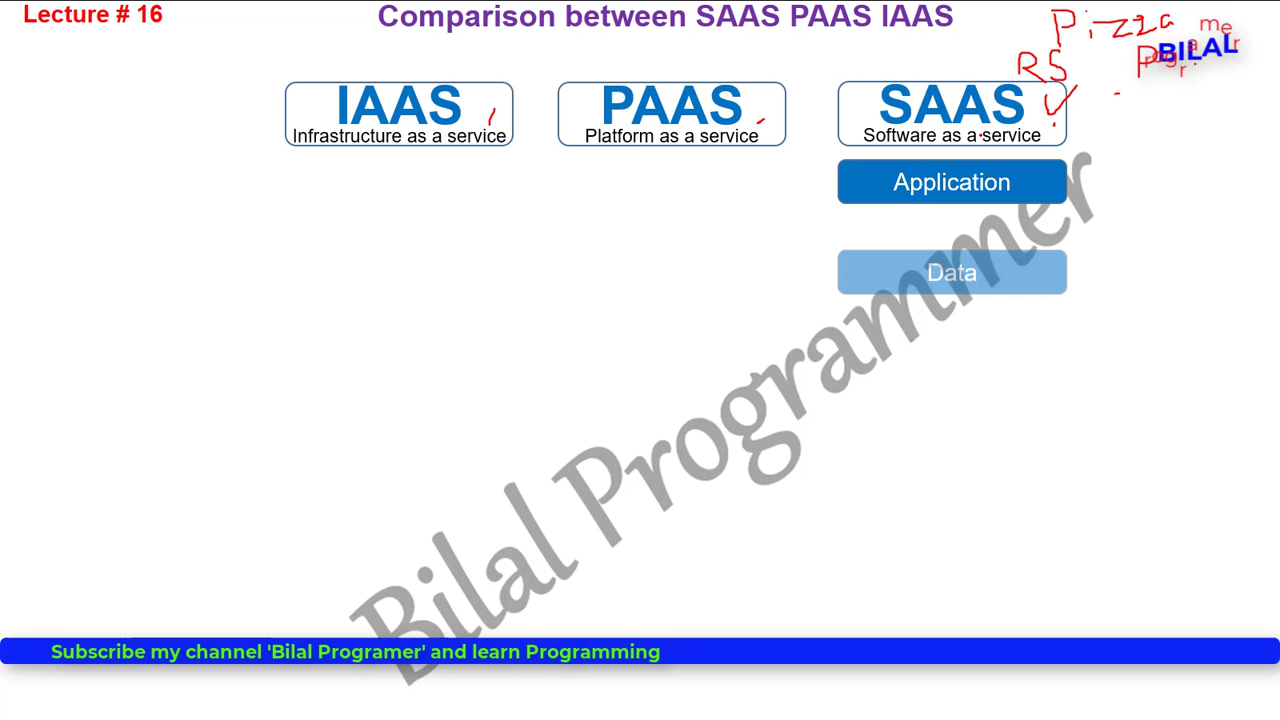 Lecture # 16
Comparison between SAAS PAAS IAAS
Pizza
BILAL
Programer
RS
IAAS
Infrastructure as a service
PAAS
Platform as a service
SAAS
Software as a service
Application
Data
Bilal Programmer
Subscribe my channel 'Bilal Programer' and learn Programming